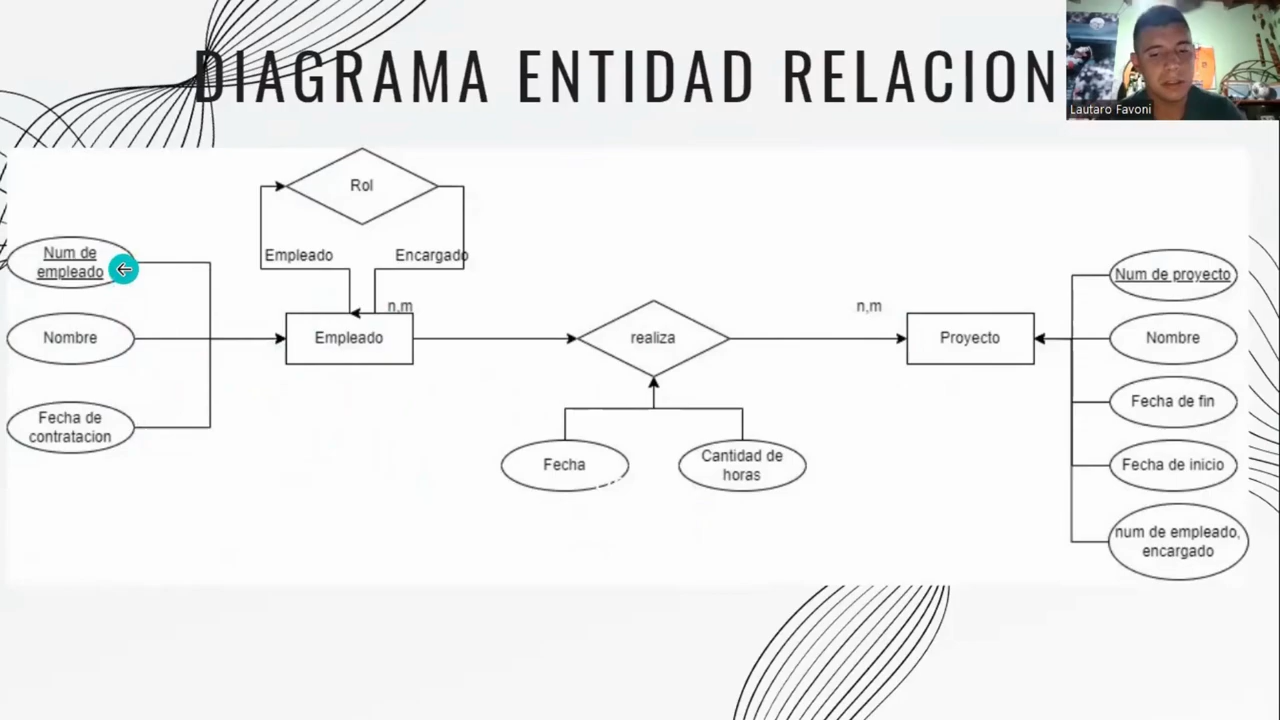 DIAGRAMA ENTIDAD RELACION
Lautaro Favoni
Rol
Empleado
Encargado
Num de
empleado
n,m
n,m
Num de proyecto
Nombre
Empleado
realiza
Proyecto
Nombre
Fecha de
contratacion
Fecha de fin
Fecha
Cantidad de
horas
Fecha de inicio
num de empleado,
encargado